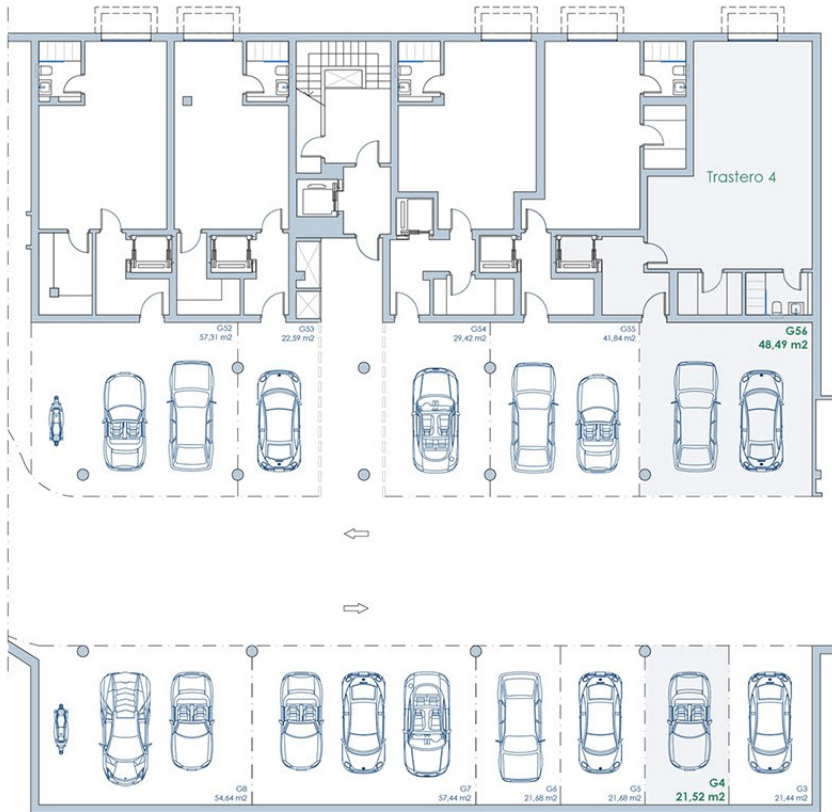 Trastero 4
G52
57,31 m2
G53
22,59 m2
G54
29,42 m2
G55
41,84 m2
G56
48,49 m2
G8
54,64 m2
G7
57,44 m2
G6
21,68 m2
G5
21,68 m2
G4
21,52 m2
G3
21,44 m2